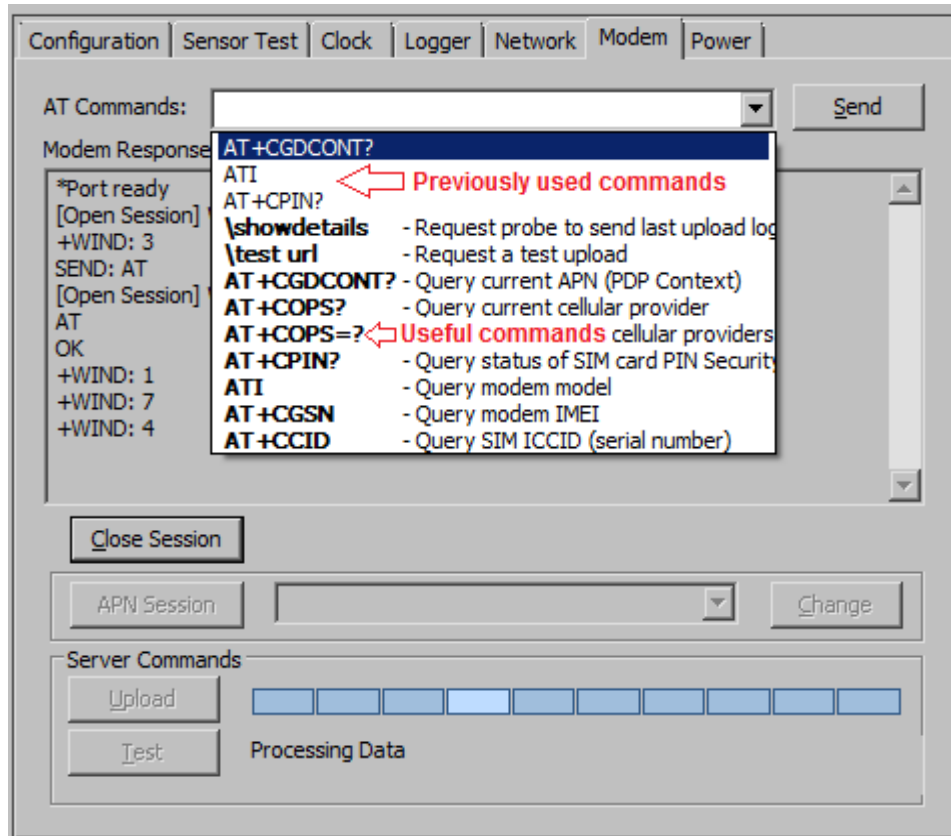 Configuration Sensor Test Clock Logger Network Modem Power
AT Commands: Send
Modem Response
AT+CGDCONT?
ATI
Previously used commands
AT+CPIN?
\showdetails - Request probe to send last upload log
\test url - Request a test upload
AT+CGDCONT? - Query current APN (PDP Context)
AT+COPS? - Query current cellular provider
AT+COPS=? Useful commands cellular providers
AT+CPIN? - Query status of SIM card PIN Security
ATI - Query modem model
AT+CGSN - Query modem IMEI
AT+CCID - Query SIM ICCID (serial number)
*Port ready
[Open Session] \
+WIND: 3
SEND: AT
[Open Session] \
AT
OK
+WIND: 1
+WIND: 7
+WIND: 4
Close Session
APN Session Change
Server Commands
Upload
Test Processing Data